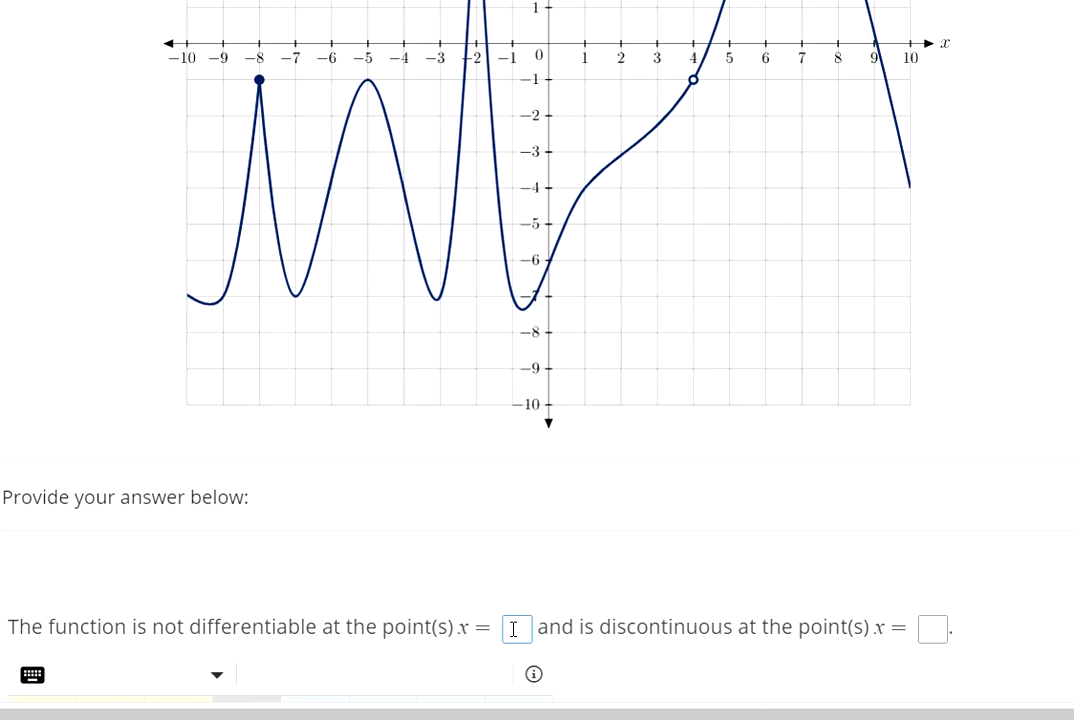 1
x
−10 −9 −8 −7 −6 −5 −4 −3 −2 −1 0 1 2 3 4 5 6 7 8 9 10
−1
−2
−3
−4
−5
−6
−7
−8
−9
−10
Provide your answer below:
The function is not differentiable at the point(s) x = and is discontinuous at the point(s) x = .